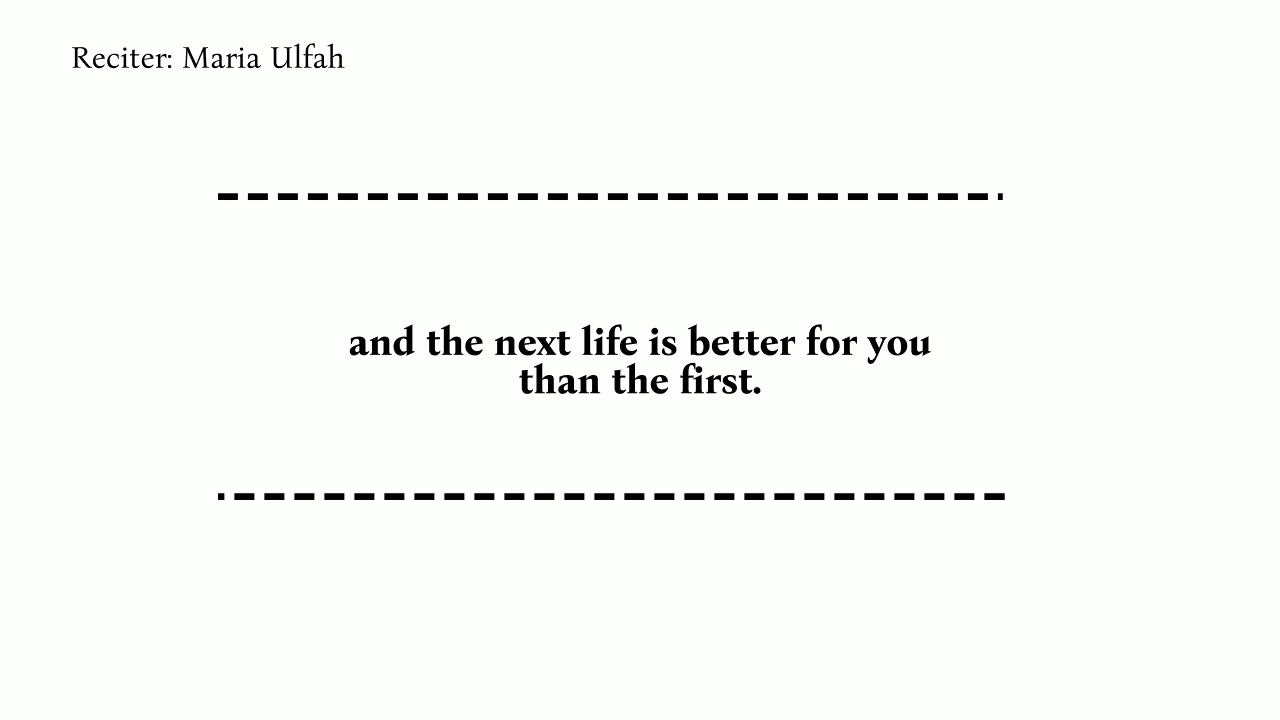 Reciter: Maria Ulfah
and the next life is better for you
than the first.